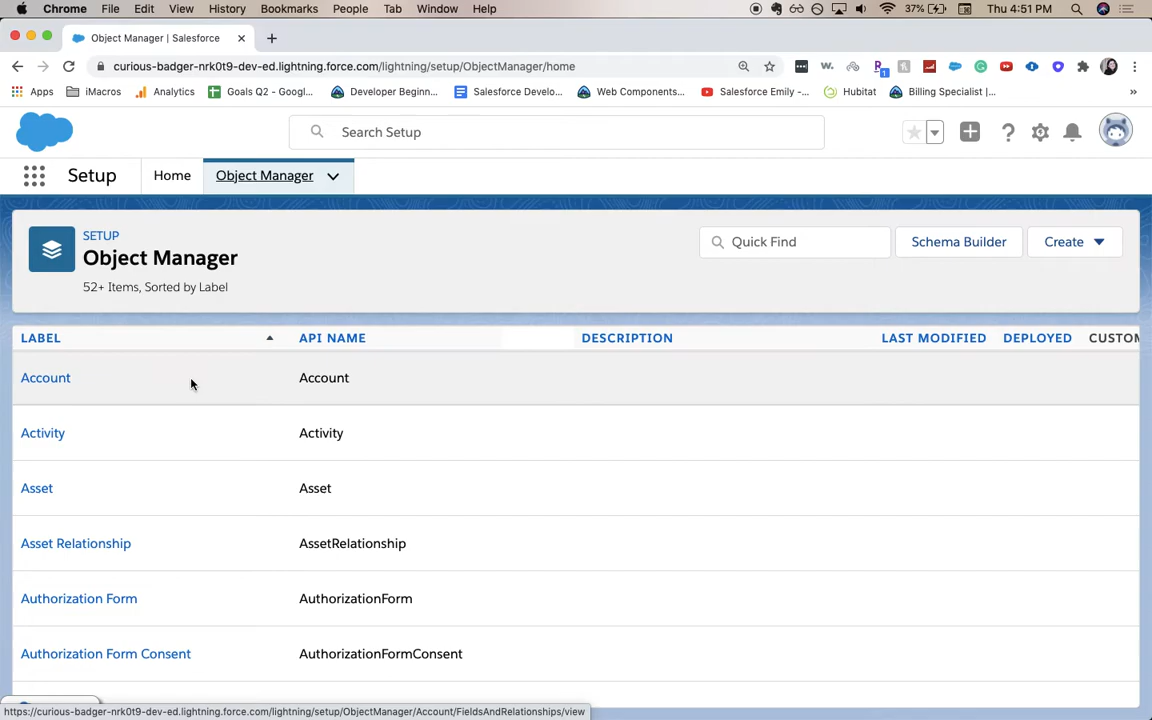 Chrome File Edit View History Bookmarks People Tab Window Help 37% Thu 4:51 PM
Object Manager | Salesforce
curious-badger-nrk0t9-dev-ed.lightning.force.com/lightning/setup/ObjectManager/home
Apps iMacros Analytics Goals Q2 - Googl... Developer Beginn... Salesforce Develo... Web Components... Salesforce Emily -... Hubitat Billing Specialist |... »
Search Setup
Setup Home Object Manager
SETUP
Object Manager
52+ Items, Sorted by Label
Quick Find Schema Builder Create
LABEL API NAME DESCRIPTION LAST MODIFIED DEPLOYED CUSTOM
Account Account
Activity Activity
Asset Asset
Asset Relationship AssetRelationship
Authorization Form AuthorizationForm
Authorization Form Consent AuthorizationFormConsent
https://curious-badger-nrk0t9-dev-ed.lightning.force.com/lightning/setup/ObjectManager/Account/FieldsAndRelationships/view